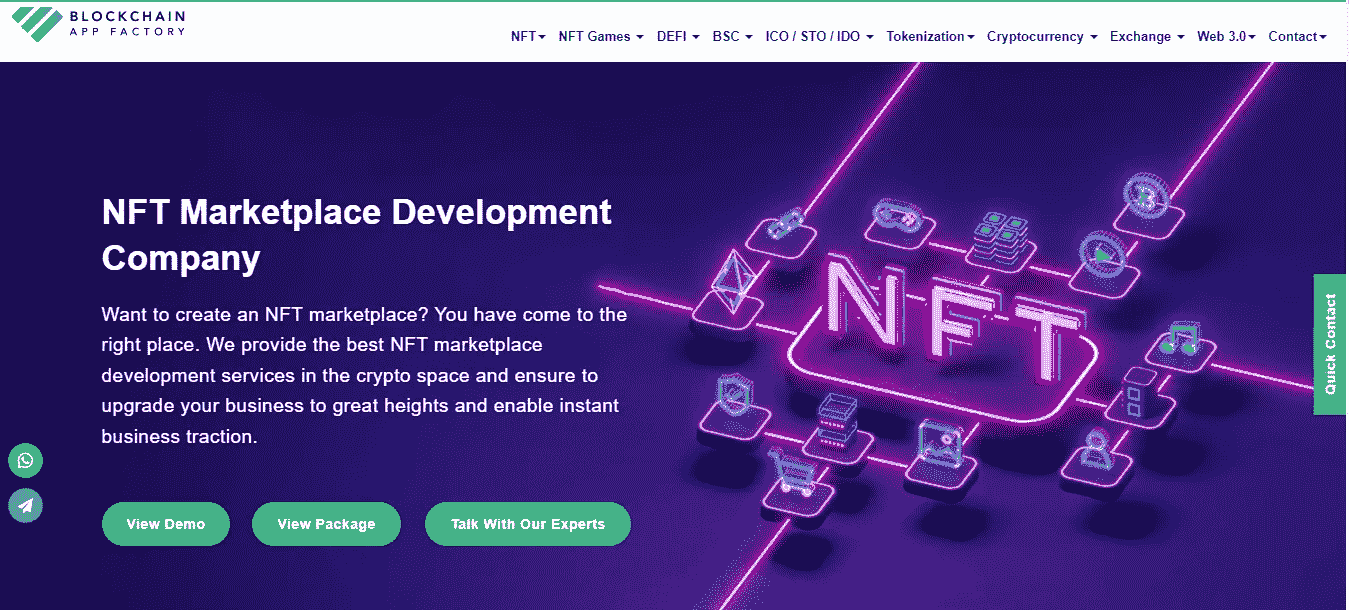 BLOCKCHAIN
APP FACTORY
NFT NFT Games DEFI BSC ICO / STO / IDO Tokenization Cryptocurrency Exchange Web 3.0 Contact
NFT Marketplace Development
Company
Want to create an NFT marketplace? You have come to the
right place. We provide the best NFT marketplace
development services in the crypto space and ensure to
upgrade your business to great heights and enable instant
business traction.
View Demo View Package Talk With Our Experts
NFT
Quick Contact